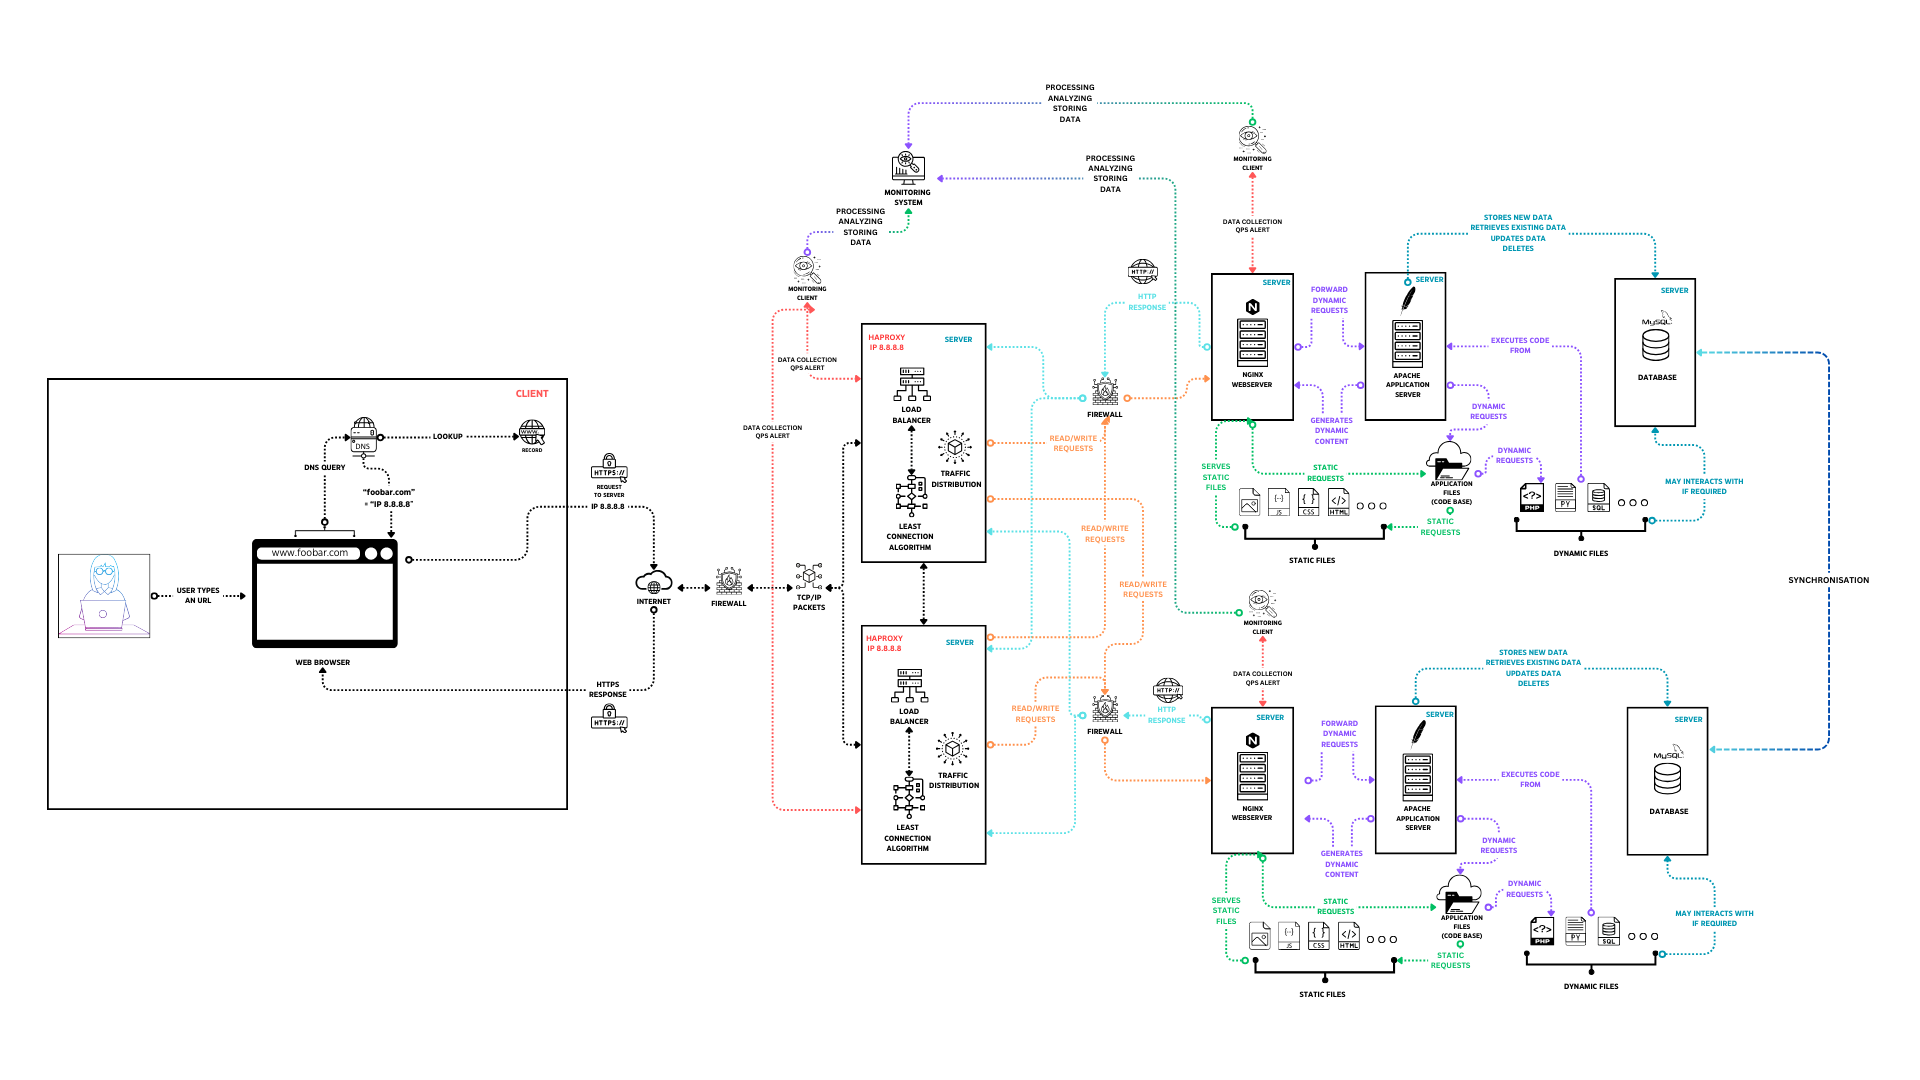 PROCESSING
ANALYZING
STORING
DATA
MONITORING
CLIENT
PROCESSING
ANALYZING
STORING
DATA
MONITORING
SYSTEM
PROCESSING
ANALYZING
STORING
DATA
MONITORING
CLIENT
DATA COLLECTION
QPS ALERT
DATA COLLECTION
QPS ALERT
DATA COLLECTION
QPS ALERT
CLIENT
DNS
LOOKUP
WWW.
RECORD
DNS QUERY
"foobar.com"
= "IP 8.8.8.8"
www.foobar.com
USER TYPES
AN URL
WEB BROWSER
HTTPS://
REQUEST
TO SERVER
IP 8.8.8.8
INTERNET
FIREWALL
TCP/IP
PACKETS
HTTPS
RESPONSE
HTTPS://
HAPROXY
IP 8.8.8.8
SERVER
LOAD
BALANCER
TRAFFIC
DISTRIBUTION
LEAST
CONNECTION
ALGORITHM
HAPROXY
IP 8.8.8.8
SERVER
LOAD
BALANCER
TRAFFIC
DISTRIBUTION
LEAST
CONNECTION
ALGORITHM
HTTP://
HTTP
RESPONSE
FIREWALL
READ/WRITE
REQUESTS
READ/WRITE
REQUESTS
READ/WRITE
REQUESTS
READ/WRITE
REQUESTS
HTTP://
HTTP
RESPONSE
FIREWALL
SERVER
N
NGINX
WEBSERVER
FORWARD
DYNAMIC
REQUESTS
GENERATES
DYNAMIC
CONTENT
SERVER
APACHE
APPLICATION
SERVER
STORES NEW DATA
RETRIEVES EXISTING DATA
UPDATES DATA
DELETES
SERVER
MySQL
DATABASE
EXECUTES CODE
FROM
DYNAMIC
REQUESTS
DYNAMIC
REQUESTS
APPLICATION
FILES
(CODE BASE)
SERVES
STATIC
FILES
STATIC
REQUESTS
JS
CSS
HTML
STATIC
REQUESTS
STATIC FILES
<?>
PHP
PY
SQL
DYNAMIC FILES
MAY INTERACTS WITH
IF REQUIRED
SYNCHRONISATION
MONITORING
CLIENT
DATA COLLECTION
QPS ALERT
SERVER
N
NGINX
WEBSERVER
FORWARD
DYNAMIC
REQUESTS
GENERATES
DYNAMIC
CONTENT
SERVER
APACHE
APPLICATION
SERVER
STORES NEW DATA
RETRIEVES EXISTING DATA
UPDATES DATA
DELETES
SERVER
MySQL
DATABASE
EXECUTES CODE
FROM
DYNAMIC
REQUESTS
DYNAMIC
REQUESTS
APPLICATION
FILES
(CODE BASE)
SERVES
STATIC
FILES
STATIC
REQUESTS
JS
CSS
HTML
STATIC
REQUESTS
STATIC FILES
<?>
PHP
PY
SQL
DYNAMIC FILES
MAY INTERACTS WITH
IF REQUIRED